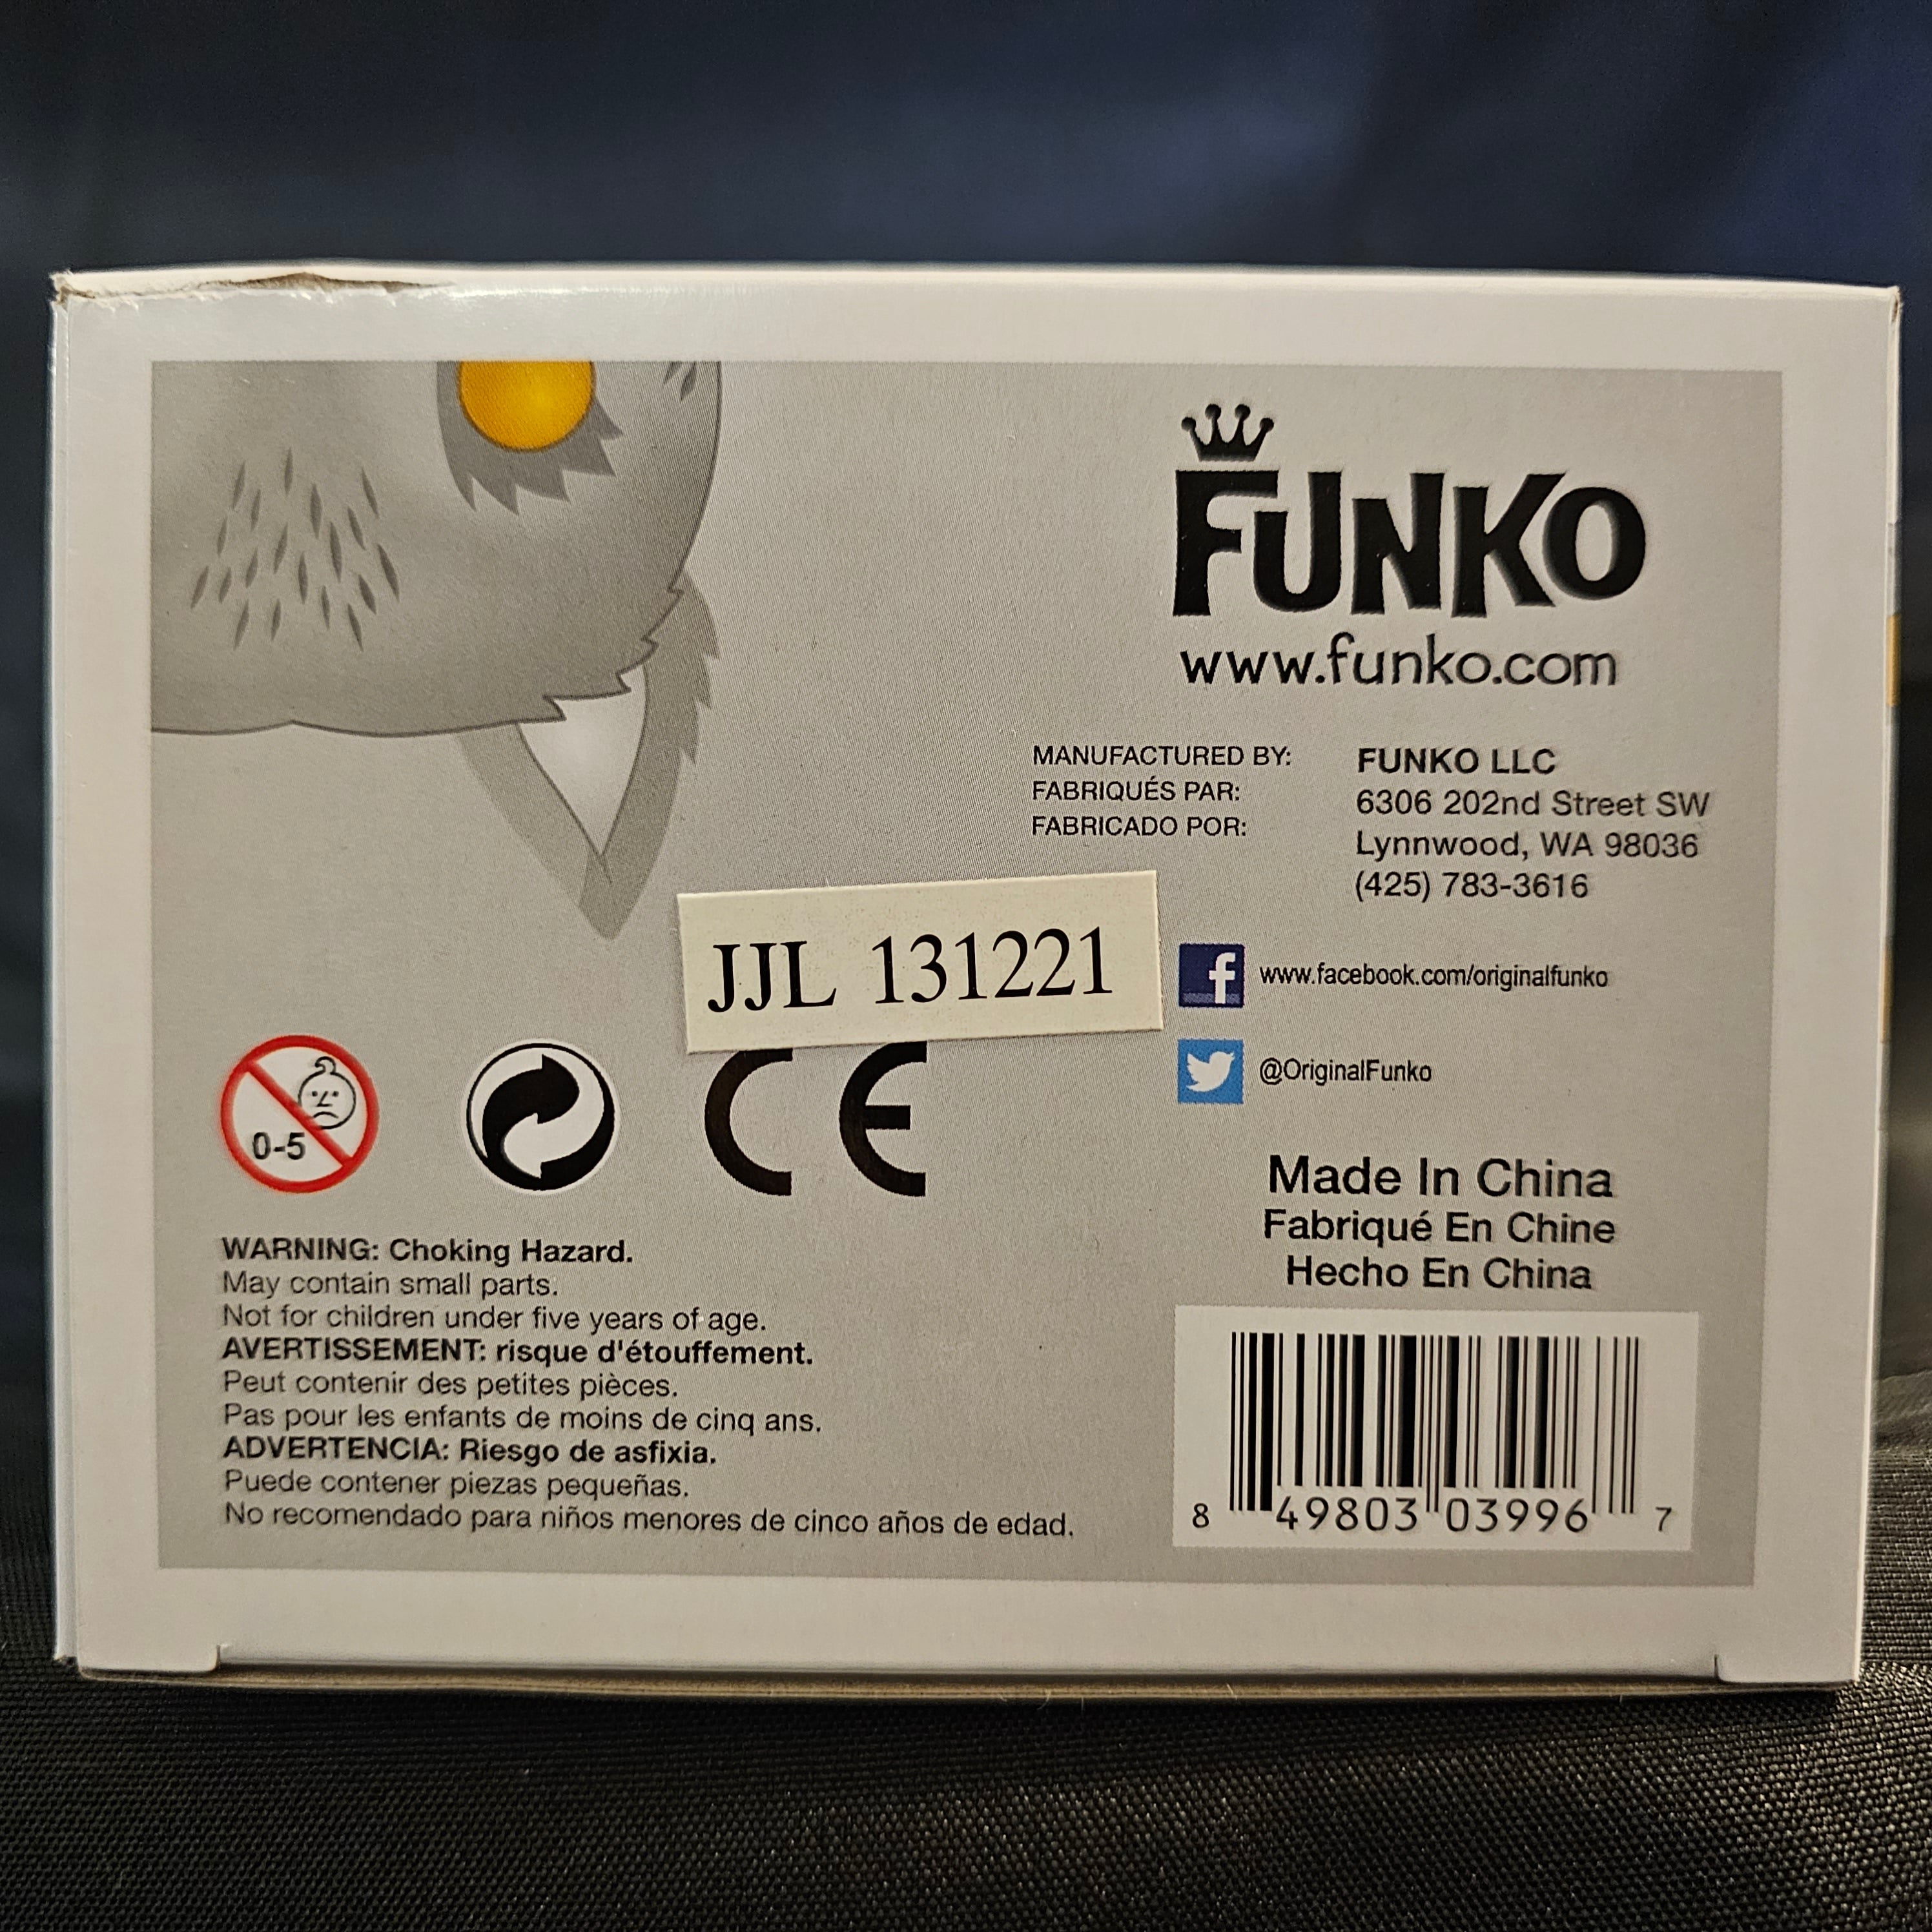 FUNKO
www.funko.com
MANUFACTURED BY:
FABRIQUÉS PAR:
FABRICADO POR:
FUNKO LLC
6306 202nd Street SW
Lynnwood, WA 98036
(425) 783-3616
JJL 131221
f www.facebook.com/originalfunko
@OriginalFunko
0-5
CE
Made In China
Fabriqué En Chine
Hecho En China
WARNING: Choking Hazard.
May contain small parts.
Not for children under five years of age.
AVERTISSEMENT: risque d'étouffement.
Peut contenir des petites pièces.
Pas pour les enfants de moins de cinq ans.
ADVERTENCIA: Riesgo de asfixia.
Puede contener piezas pequeñas.
No recomendado para niños menores de cinco años de edad.
8 49803 03996 7